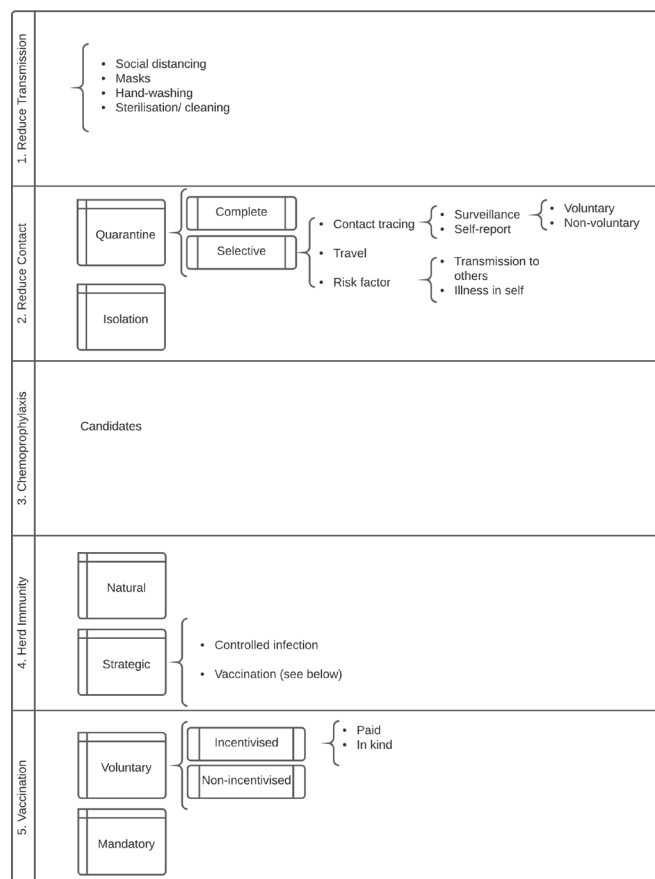 1. Reduce Transmission
• Social distancing
• Masks
• Hand-washing
• Sterilisation/ cleaning
2. Reduce Contact
Quarantine
Complete
Selective
• Contact tracing
• Surveillance
• Self-report
• Voluntary
• Non-voluntary
• Travel
• Risk factor
• Transmission to
others
• Illness in self
Isolation
3. Chemoprophylaxis
Candidates
4. Herd Immunity
Natural
Strategic
• Controlled infection
• Vaccination (see below)
5. Vaccination
Voluntary
Incentivised
• Paid
• In kind
Non-incentivised
Mandatory